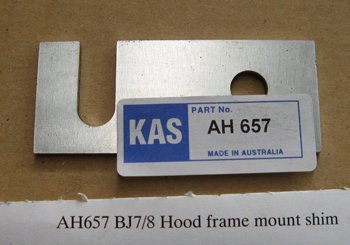 PART No.
KAS AH 657
MADE IN AUSTRALIA
AH657 BJ7/8 Hood frame mount shim